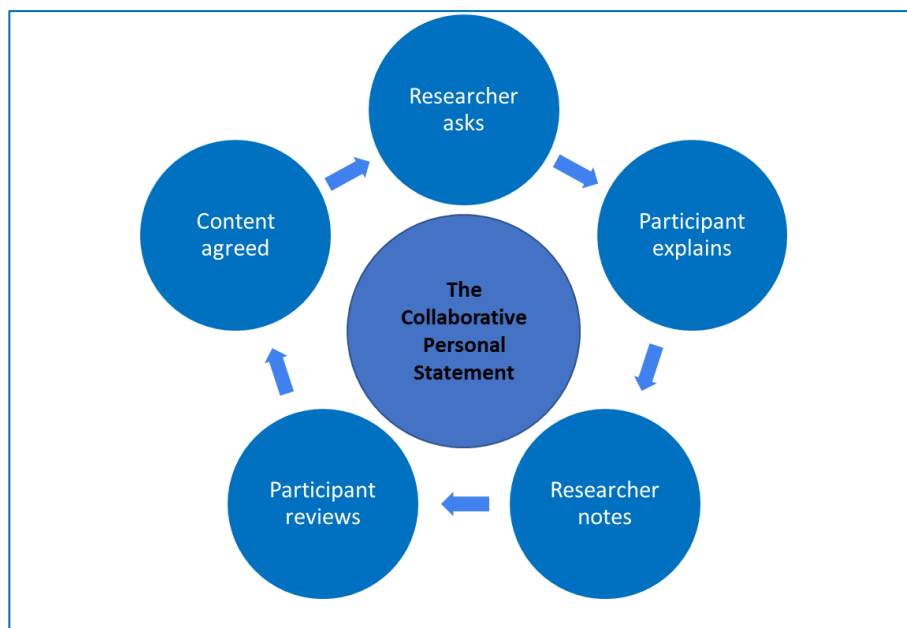 Researcher
asks
Participant
explains
Researcher
notes
Participant
reviews
Content
agreed
The
Collaborative
Personal
Statement